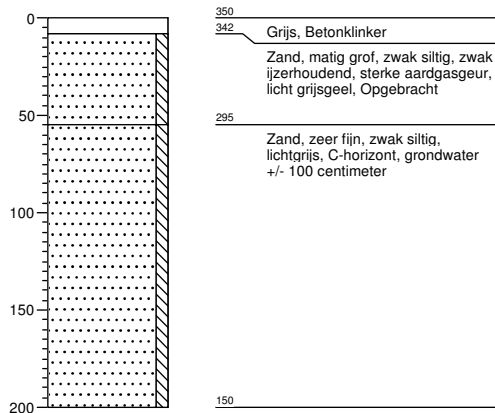 0
50
100
150
200
350
342
Grijs, Betonklinker
Zand, matig grof, zwak siltig, zwak
ijzerhoudend, sterke aardgasgeur,
licht grijsgeel, Opgebracht
295
Zand, zeer fijn, zwak siltig,
lichtgrijs, C-horizont, grondwater
+/- 100 centimeter
150